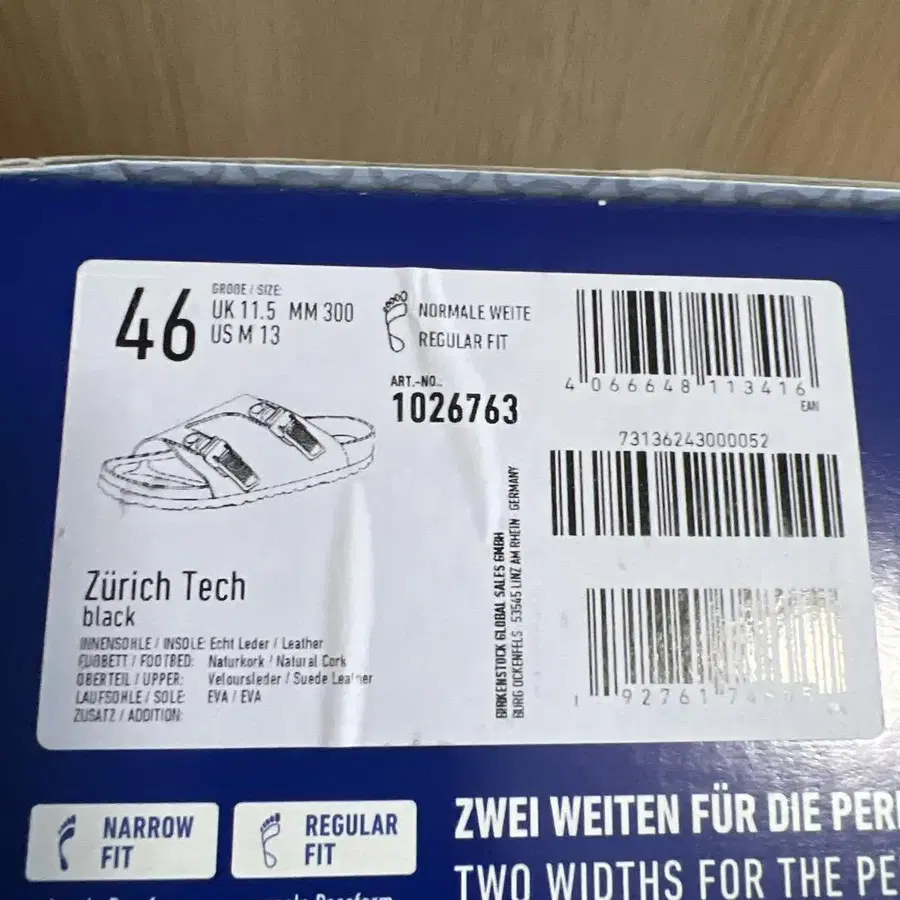 46
GRÖßE / SIZE:
UK 11.5 MM 300
US M 13
NORMALE WEITE
REGULAR FIT
ART.-NO.:
1026763
4 066648 113416
EAN
73136243000052
Zürich Tech
black
INNENSOHLE / INSOLE: Echt Leder / Leather
FUßBETT / FOOTBED: Naturkork / Natural Cork
OBERTEIL / UPPER: Veloursleder / Suede Leather
LAUFSOHLE / SOLE: EVA / EVA
ZUSATZ / ADDITION:
BIRKENSTOCK GLOBAL SALES GMBH
BURG OCKENFELS 53545 LINZ AM RHEIN GERMANY
NARROW
FIT
REGULAR
FIT
ZWEI WEITEN FÜR DIE
TWO WIDTHS FOR THE